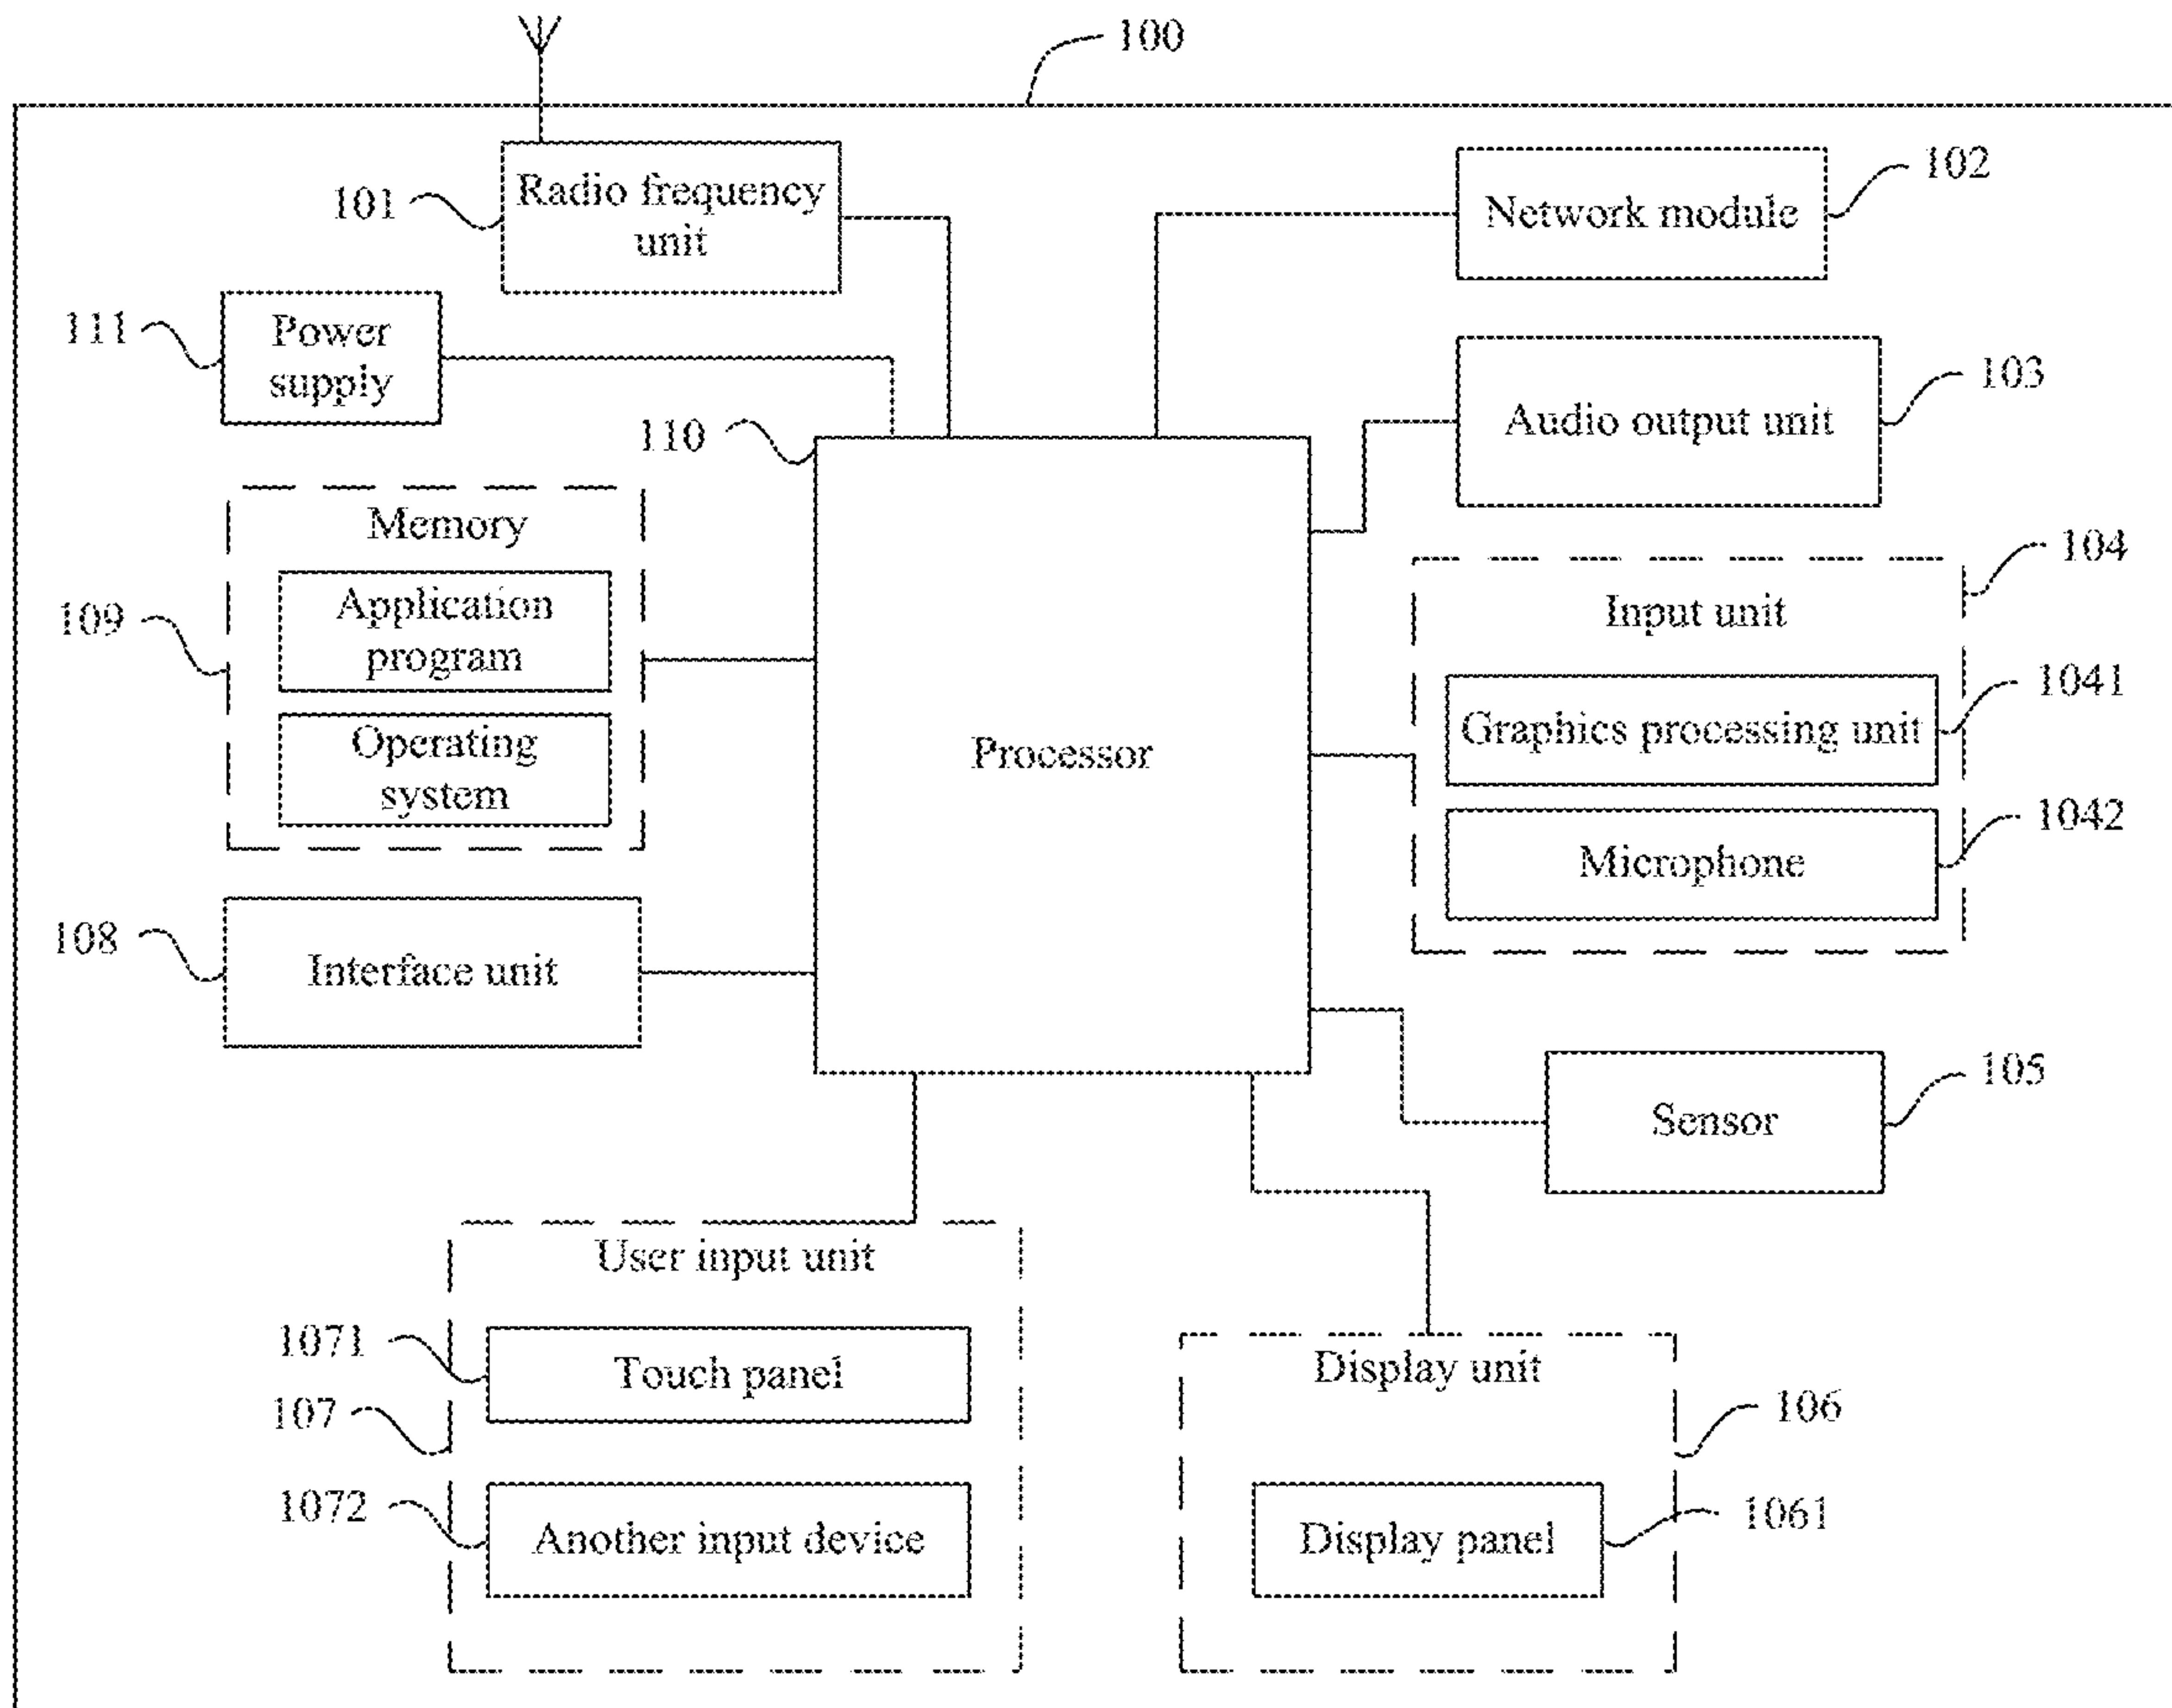 100
101
Radio frequency
unit
Network module
102
111
Power
supply
110
Audio output unit
103
Memory
Application
program
Operating
system
109
Processor
Input unit
104
Graphics processing unit
1041
Microphone
1042
108
Interface unit
Sensor
105
User input unit
1071
Touch panel
107
1072
Another input device
Display unit
106
Display panel
1061